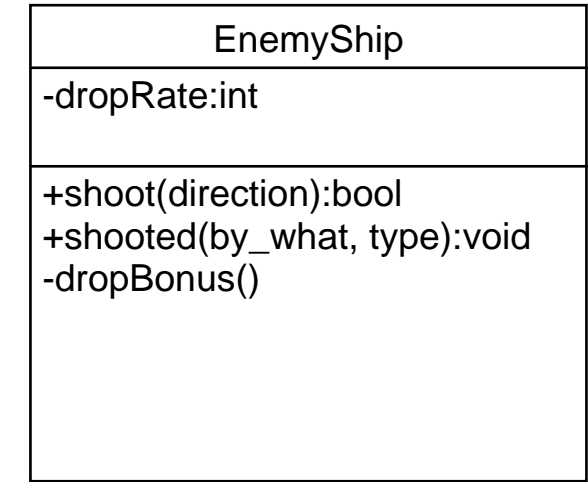 EnemyShip
-dropRate:int
+shoot(direction):bool
+shooted(by_what, type):void
-dropBonus()